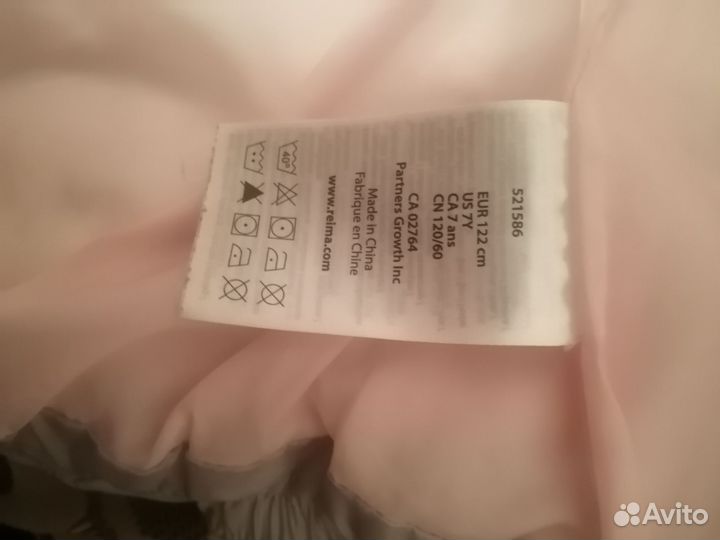 521586
EUR 122 cm
US 7Y
CA 7 ans
CN 120/60
Partners Growth Inc
CA 02764
Made in China
Fabrique en Chine
www.reima.com
40°
Avito